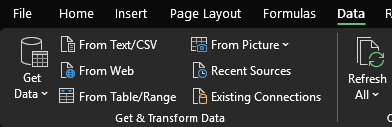 File Home Insert Page Layout Formulas Data
From Text/CSV From Picture
From Web Recent Sources
From Table/Range Existing Connections
Get Data
Refresh All
Get & Transform Data